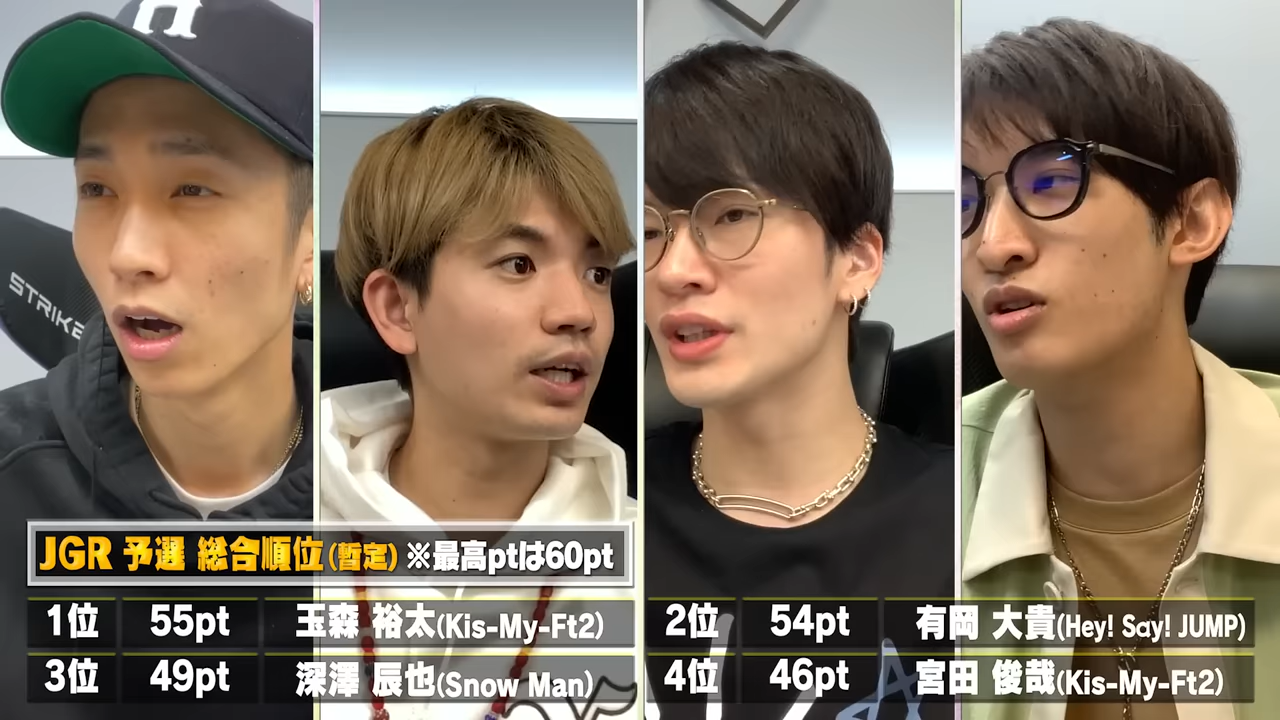 H
STRIKE
JGR 予選 総合順位(暫定) ※最高ptは60pt
1位 55pt 玉森 裕太(Kis-My-Ft2)
2位 54pt 有岡 大貴(Hey! Say! JUMP)
3位 49pt 深澤 辰也(Snow Man)
4位 46pt 宮田 俊哉(Kis-My-Ft2)